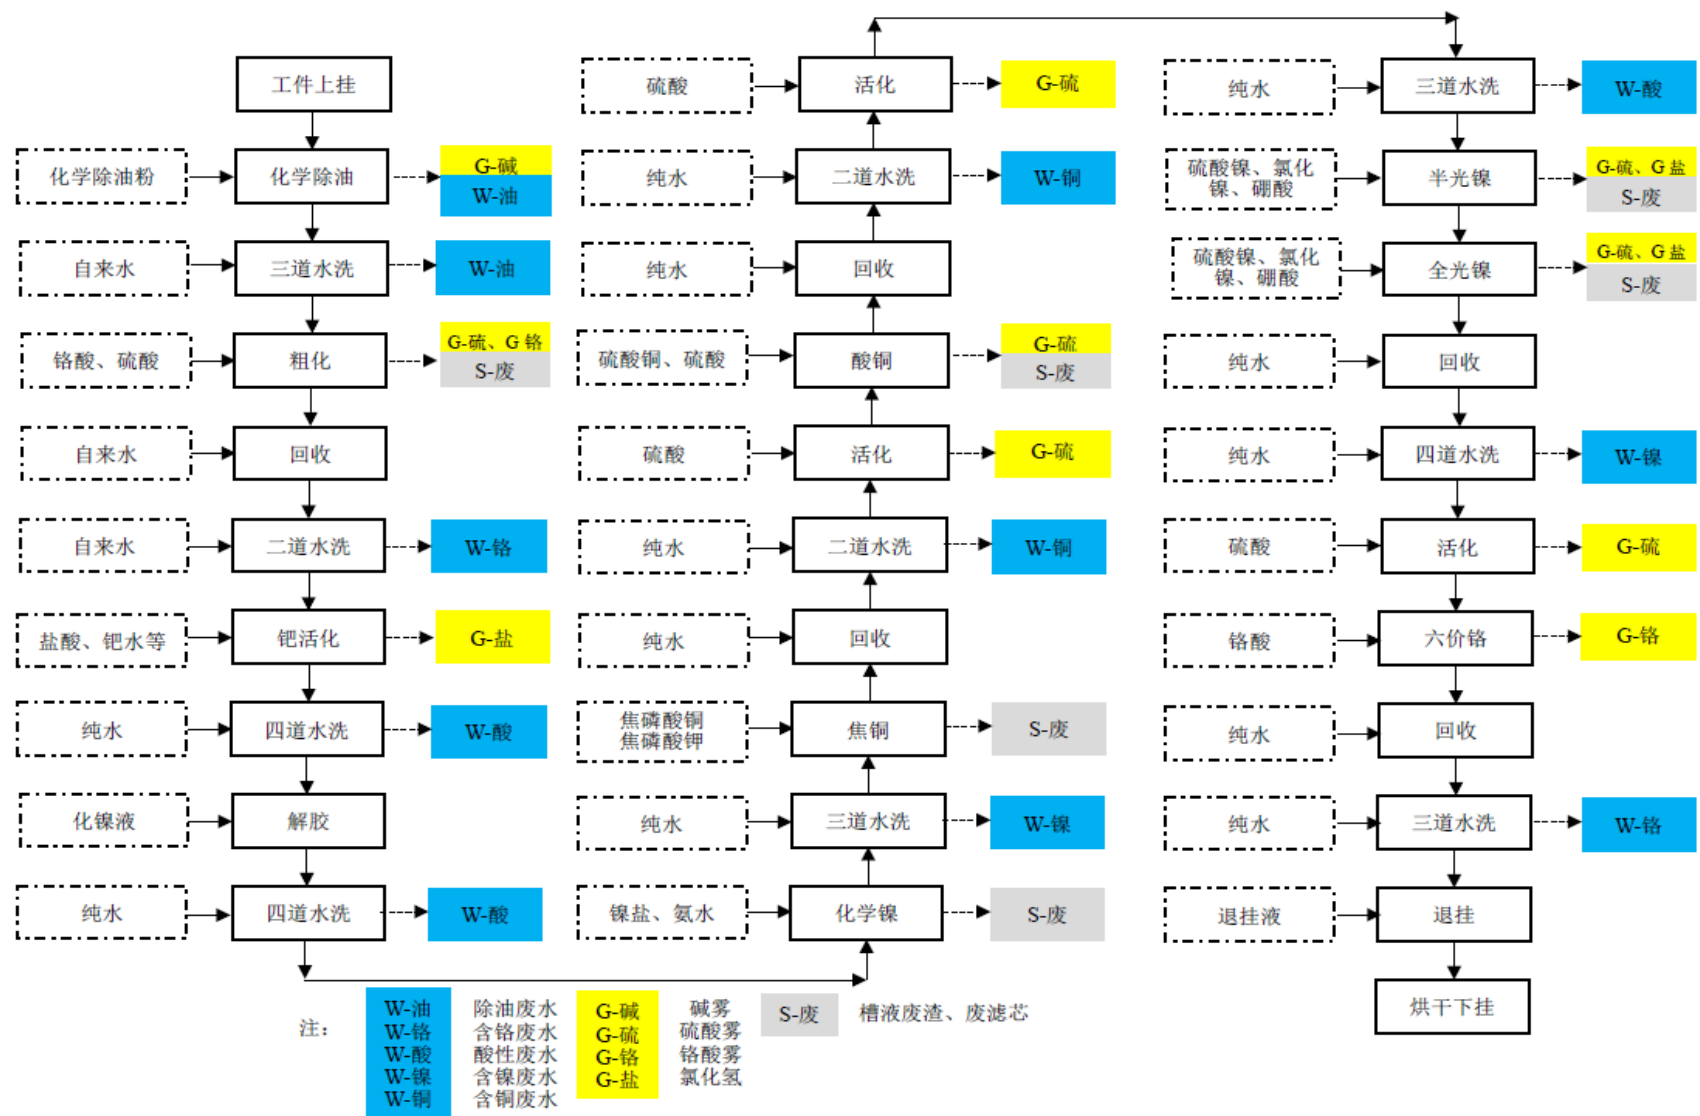 工件上挂
化学除油粉
化学除油
G-碱
W-油
自来水
三道水洗
W-油
铬酸、硫酸
粗化
G-硫、G 铬
S-废
自来水
回收
自来水
二道水洗
W-铬
盐酸、钯水等
钯活化
G-盐
纯水
四道水洗
W-酸
化镍液
解胶
纯水
四道水洗
W-酸
硫酸
活化
G-硫
纯水
二道水洗
W-铜
纯水
回收
硫酸铜、硫酸
酸铜
G-硫
S-废
硫酸
活化
G-硫
纯水
二道水洗
W-铜
纯水
回收
焦磷酸铜
焦磷酸钾
焦铜
S-废
纯水
三道水洗
W-镍
镍盐、氨水
化学镍
S-废
纯水
三道水洗
W-酸
硫酸镍、氯化
镍、硼酸
半光镍
G-硫、G 盐
S-废
硫酸镍、氯化
镍、硼酸
全光镍
G-硫、G 盐
S-废
纯水
回收
纯水
四道水洗
W-镍
硫酸
活化
G-硫
铬酸
六价铬
G-铬
纯水
回收
纯水
三道水洗
W-铬
退挂液
退挂
烘干下挂
注：
W-油 除油废水
W-铬 含铬废水
W-酸 酸性废水
W-镍 含镍废水
W-铜 含铜废水
G-碱 碱雾
G-硫 硫酸雾
G-铬 铬酸雾
G-盐 氯化氢
S-废 槽液废渣、废滤芯